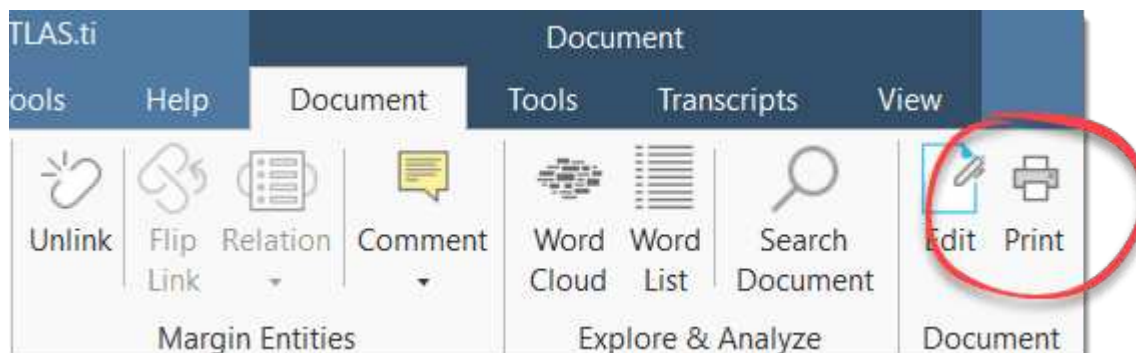 TLAS.ti
Document
ools Help Document Tools Transcripts View
Unlink Flip Relation Comment Word Word Search Edit Print
Link Cloud List Document
Margin Entities Explore & Analyze Document